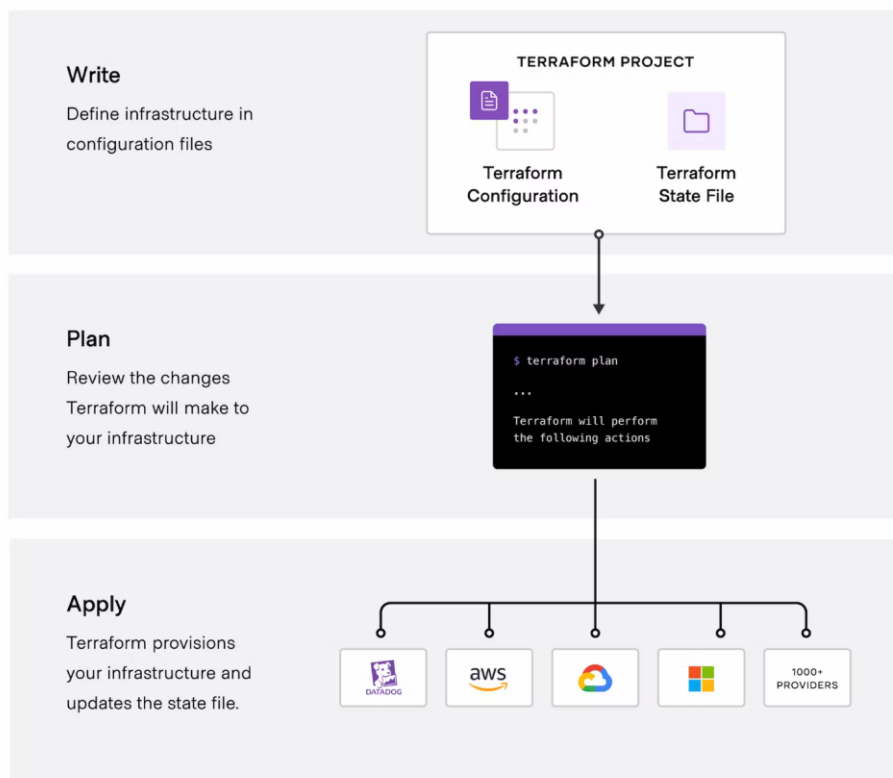 Write
Define infrastructure in
configuration files
TERRAFORM PROJECT
Terraform
Configuration
Terraform
State File
Plan
Review the changes
Terraform will make to
your infrastructure
$ terraform plan
...
Terraform will perform
the following actions
Apply
Terraform provisions
your infrastructure and
updates the state file.
DATADOG
aws
1000+
PROVIDERS